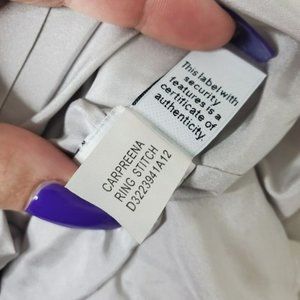 This label with
security
features is a
certificate of
authenticity.
CARPREENA
RING STITCH
D3223941A12